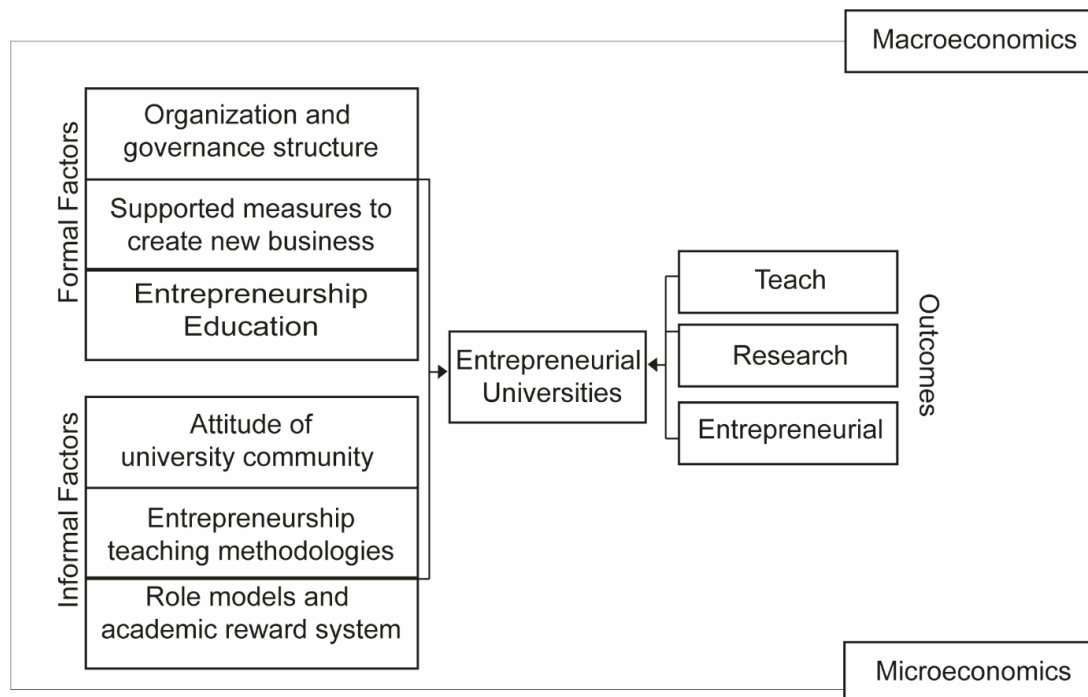 Macroeconomics
Formal Factors
Organization and
governance structure
Supported measures to
create new business
Entrepreneurship
Education
Informal Factors
Attitude of
university community
Entrepreneurship
teaching methodologies
Role models and
academic reward system
Entrepreneurial
Universities
Teach
Research
Entrepreneurial
Outcomes
Microeconomics